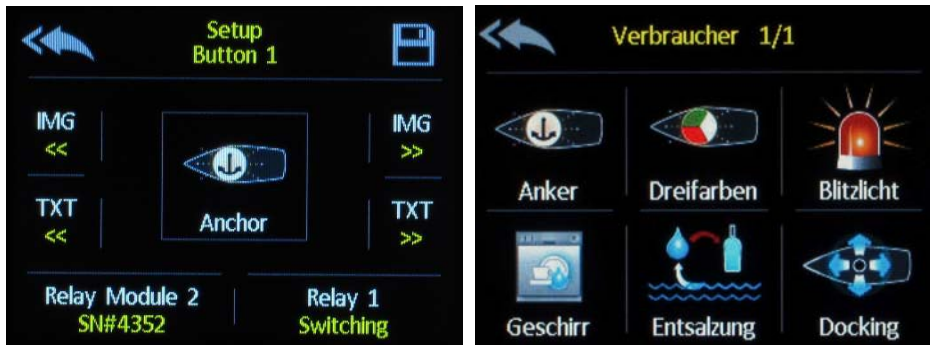 Setup
Button 1
IMG
<<
IMG
>>
Anchor
TXT
<<
TXT
>>
Relay Module 2
SN#4352
Relay 1
Switching
Verbraucher 1/1
Anker
Dreifarben
Blitzlicht
Geschirr
Entsalzung
Docking